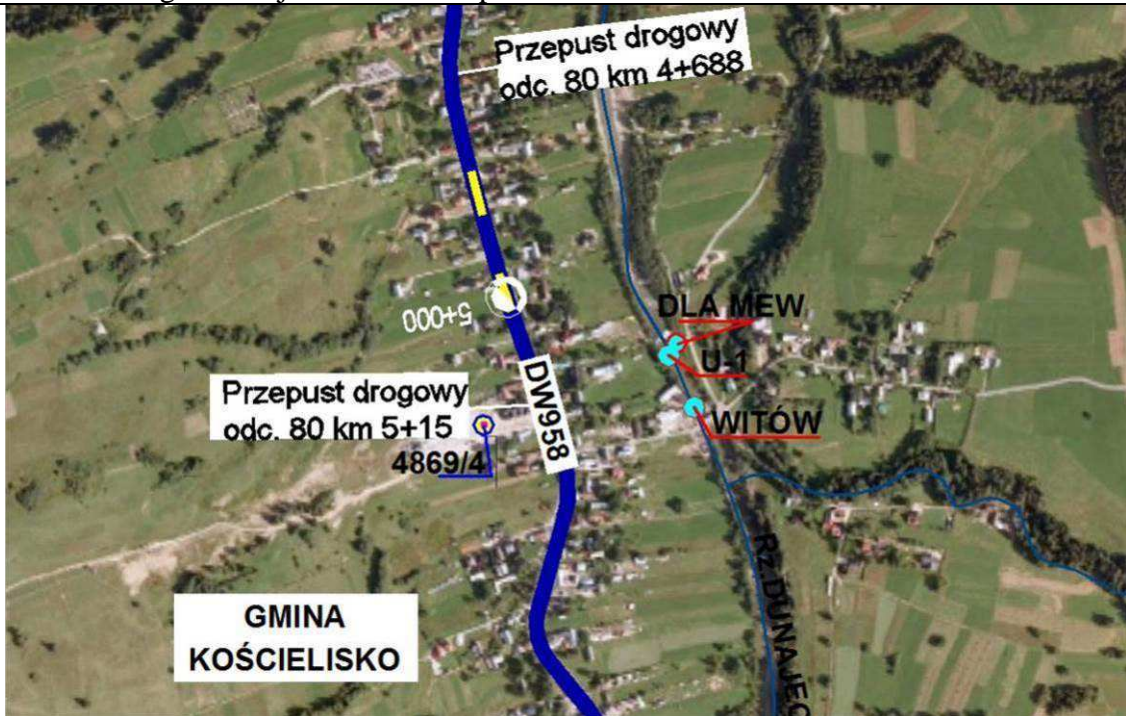 Przepust drogowy
odc. 80 km 4+688
5+000
DLA MEW
U-1
WITÓW
DW958
Przepust drogowy
odc. 80 km 5+15
4869/4
Rz.DUNAJEC
GMINA
KOŚCIELISKO